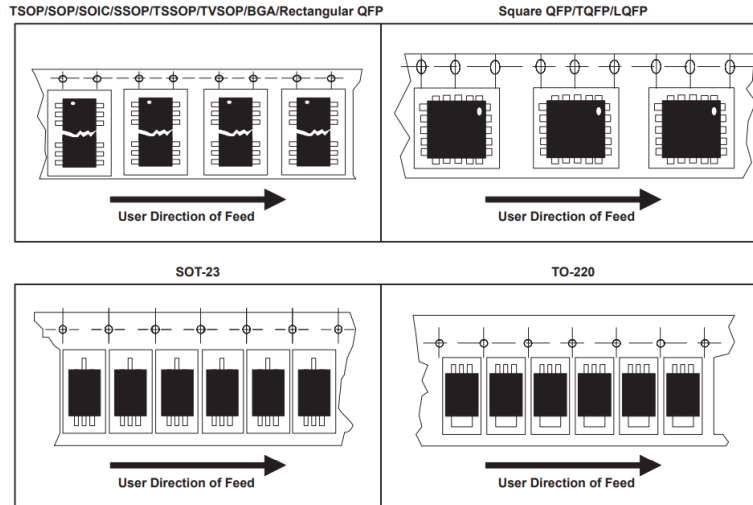 TSOP/SOP/SOIC/SSOP/TSSOP/TVSOP/BGA/Rectangular QFP
Square QFP/TQFP/LQFP
User Direction of Feed
User Direction of Feed
SOT-23
TO-220
User Direction of Feed
User Direction of Feed